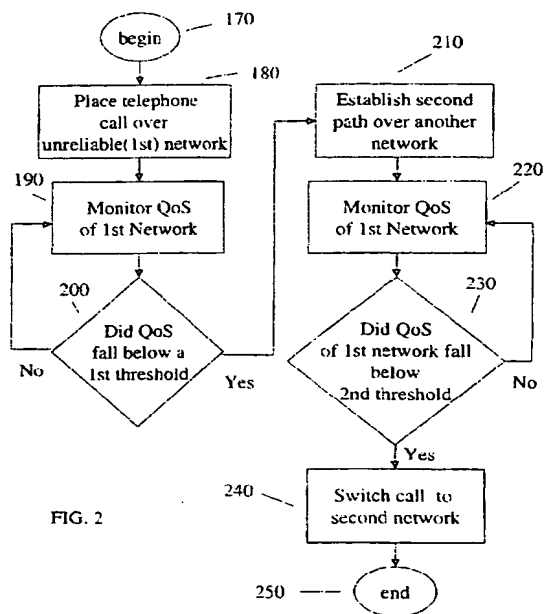 begin
170
180
Place telephone
call over
unreliable(1st) network
190
Monitor QoS
of 1st Network
200
Did QoS
fall below a
1st threshold
No
Yes
210
Establish second
path over another
network
220
Monitor QoS
of 1st Network
230
Did QoS
of 1st network fall
below
2nd threshold
No
Yes
240
Switch call to
second network
250
end
FIG. 2